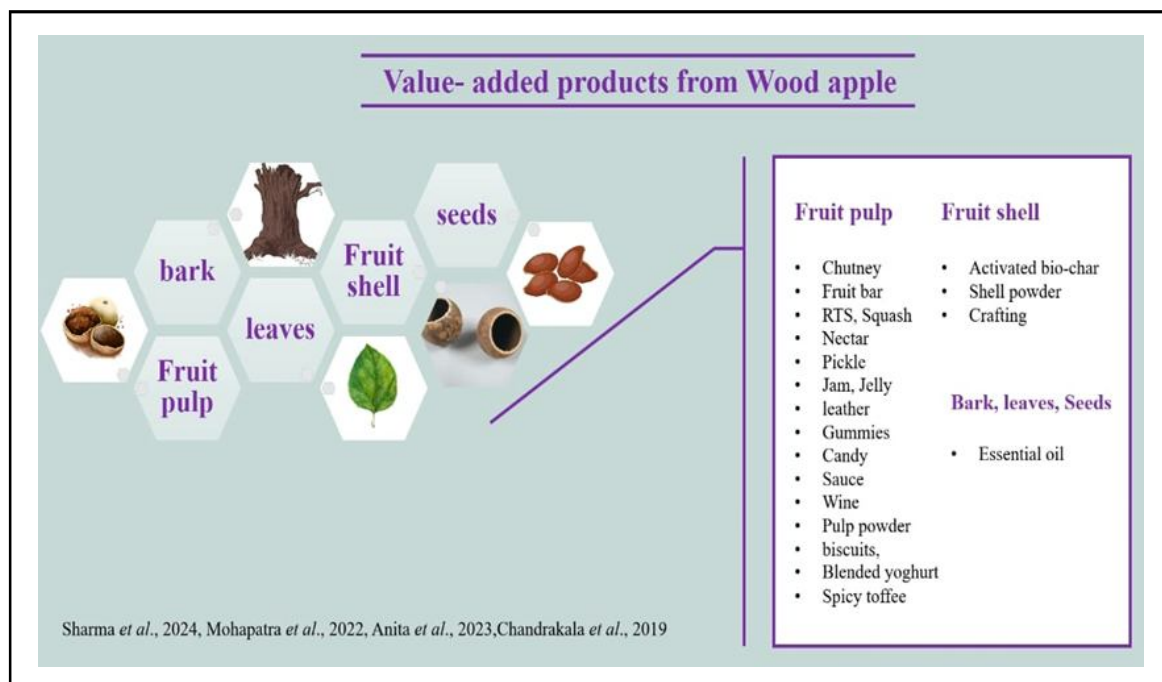 Value- added products from Wood apple
seeds
bark
Fruit
shell
leaves
Fruit
pulp
Fruit pulp
• Chutney
• Fruit bar
• RTS, Squash
• Nectar
• Pickle
• Jam, Jelly
• leather
• Gummies
• Candy
• Sauce
• Wine
• Pulp powder
• biscuits,
• Blended yoghurt
• Spicy toffee
Fruit shell
• Activated bio-char
• Shell powder
• Crafting
Bark, leaves, Seeds
• Essential oil
Sharma et al., 2024, Mohapatra et al., 2022, Anita et al., 2023,Chandrakala et al., 2019